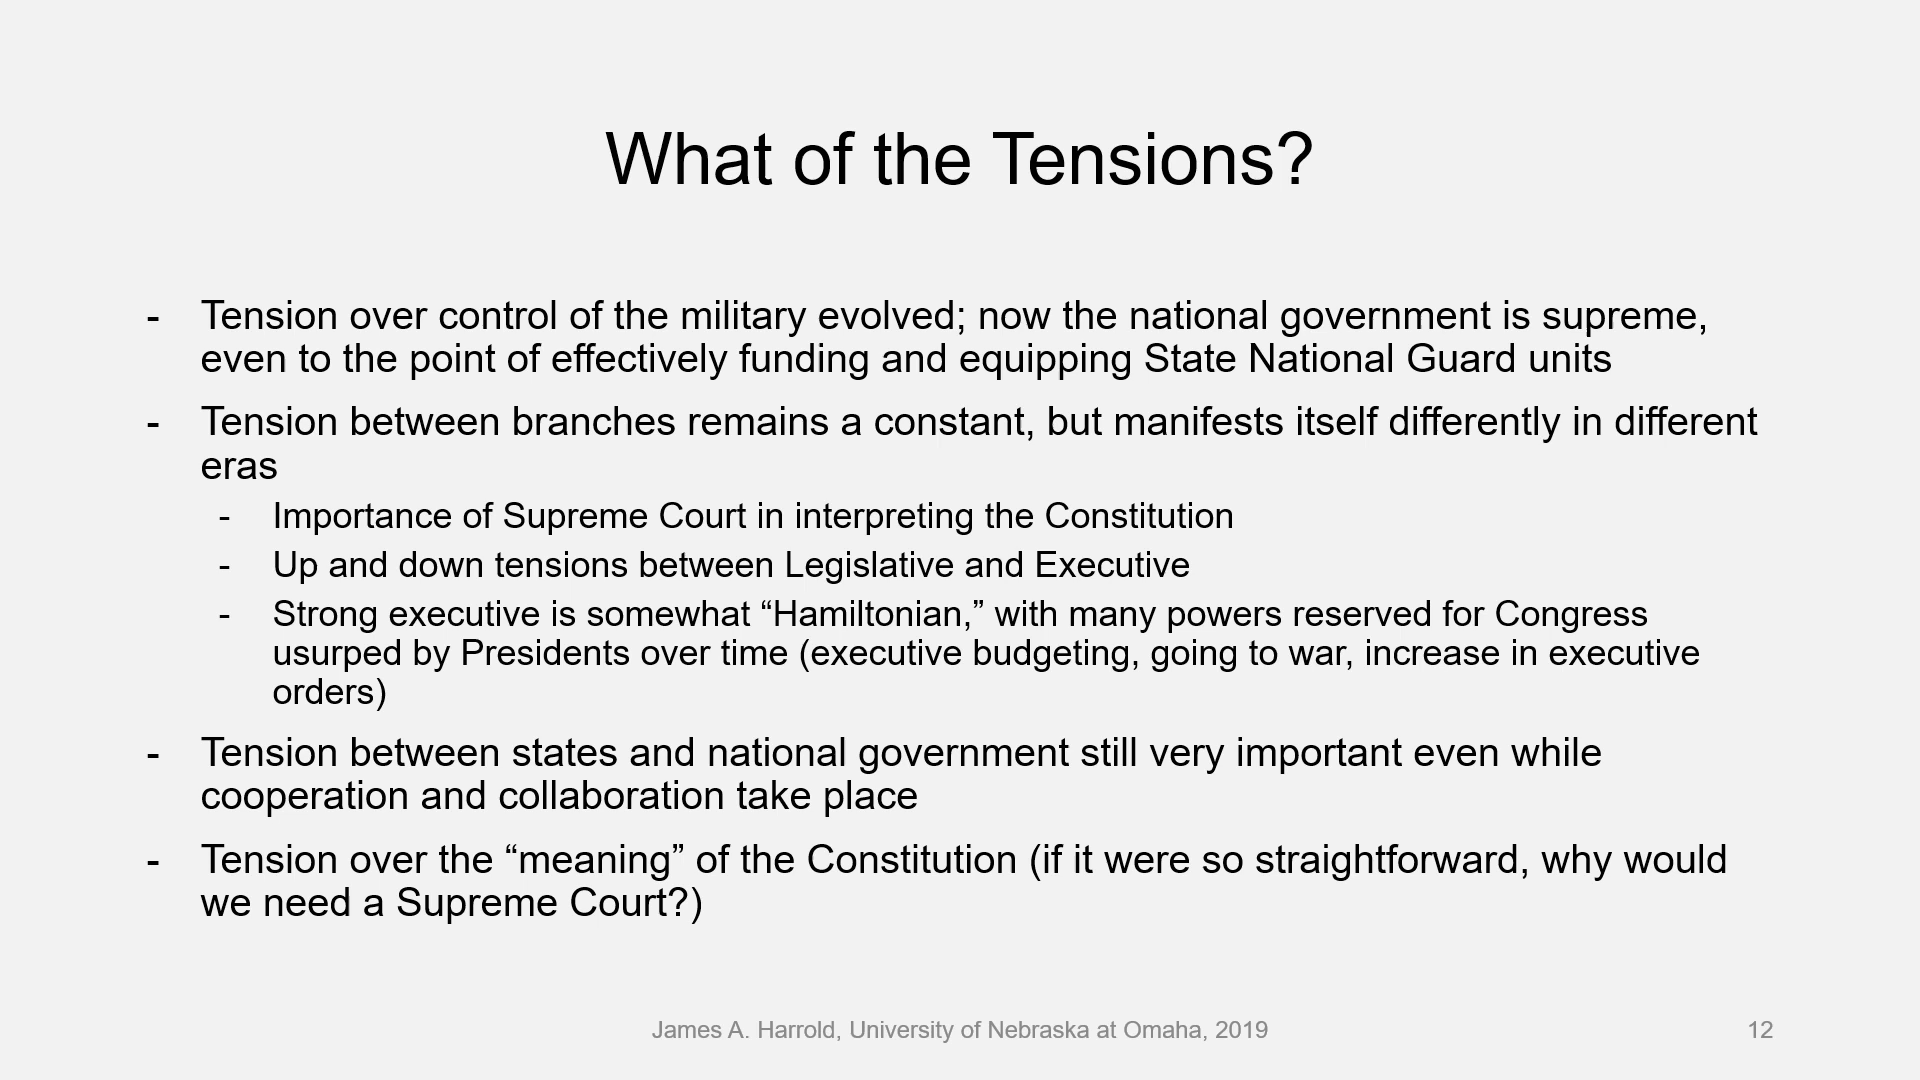 What of the Tensions?
- Tension over control of the military evolved; now the national government is supreme,
even to the point of effectively funding and equipping State National Guard units
- Tension between branches remains a constant, but manifests itself differently in different
eras
- Importance of Supreme Court in interpreting the Constitution
- Up and down tensions between Legislative and Executive
- Strong executive is somewhat “Hamiltonian,” with many powers reserved for Congress
usurped by Presidents over time (executive budgeting, going to war, increase in executive
orders)
- Tension between states and national government still very important even while
cooperation and collaboration take place
- Tension over the “meaning” of the Constitution (if it were so straightforward, why would
we need a Supreme Court?)
James A. Harrold, University of Nebraska at Omaha, 2019
12